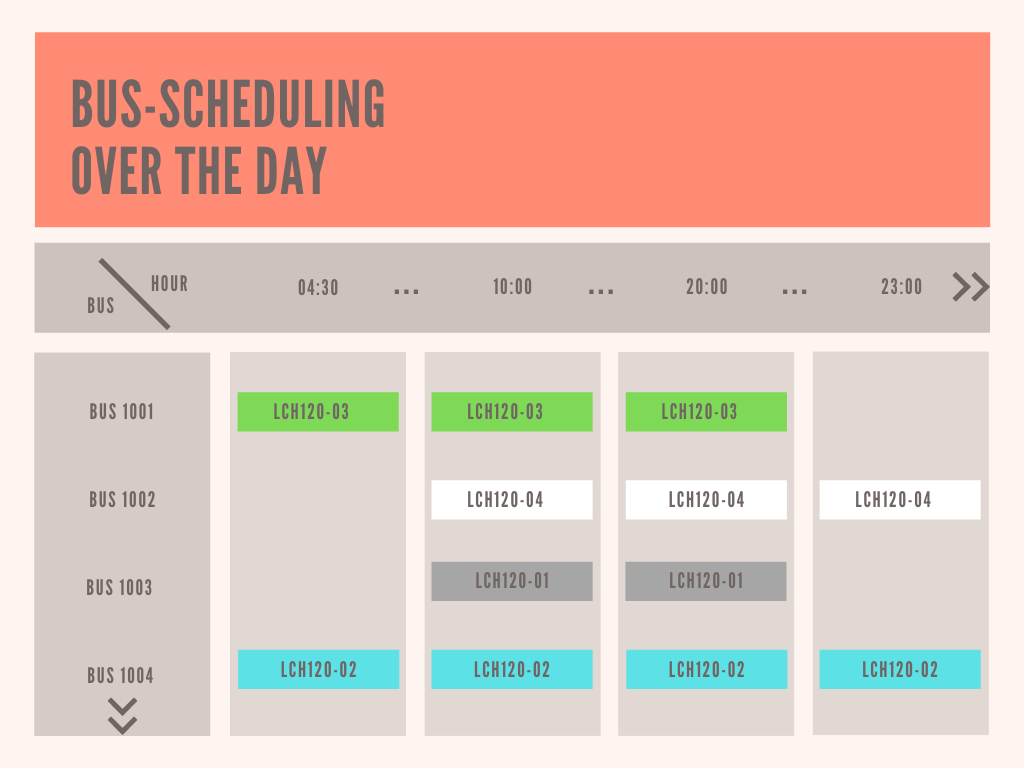 BUS-SCHEDULING
OVER THE DAY
HOUR
BUS
04:30 ... 10:00 ... 20:00 ... 23:00
BUS 1001 LCH120-03 LCH120-03 LCH120-03
BUS 1002 LCH120-04 LCH120-04 LCH120-04
BUS 1003 LCH120-01 LCH120-01
BUS 1004 LCH120-02 LCH120-02 LCH120-02 LCH120-02